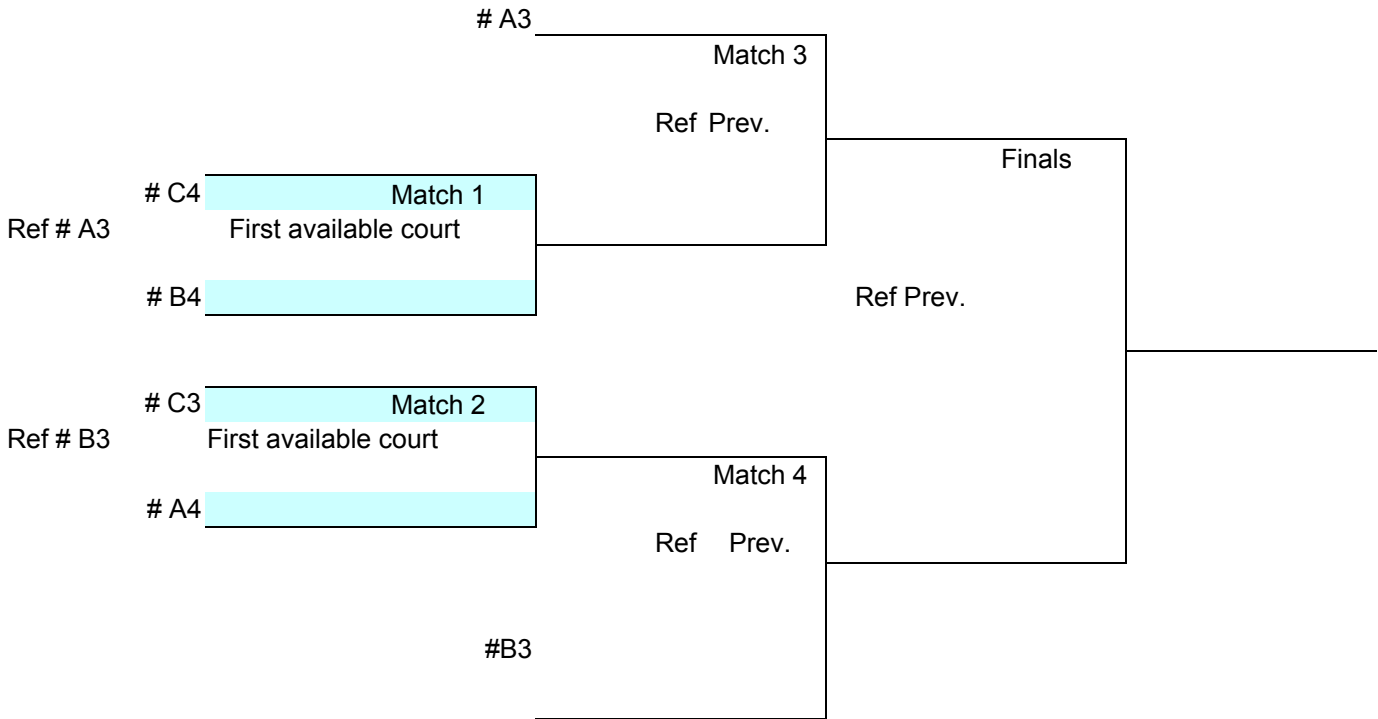 # A3
Match 3
Ref Prev.
Finals
# C4 Match 1
Ref # A3 First available court
# B4
Ref Prev.
# C3 Match 2
Ref # B3 First available court
Match 4
# A4
Ref Prev.
#B3